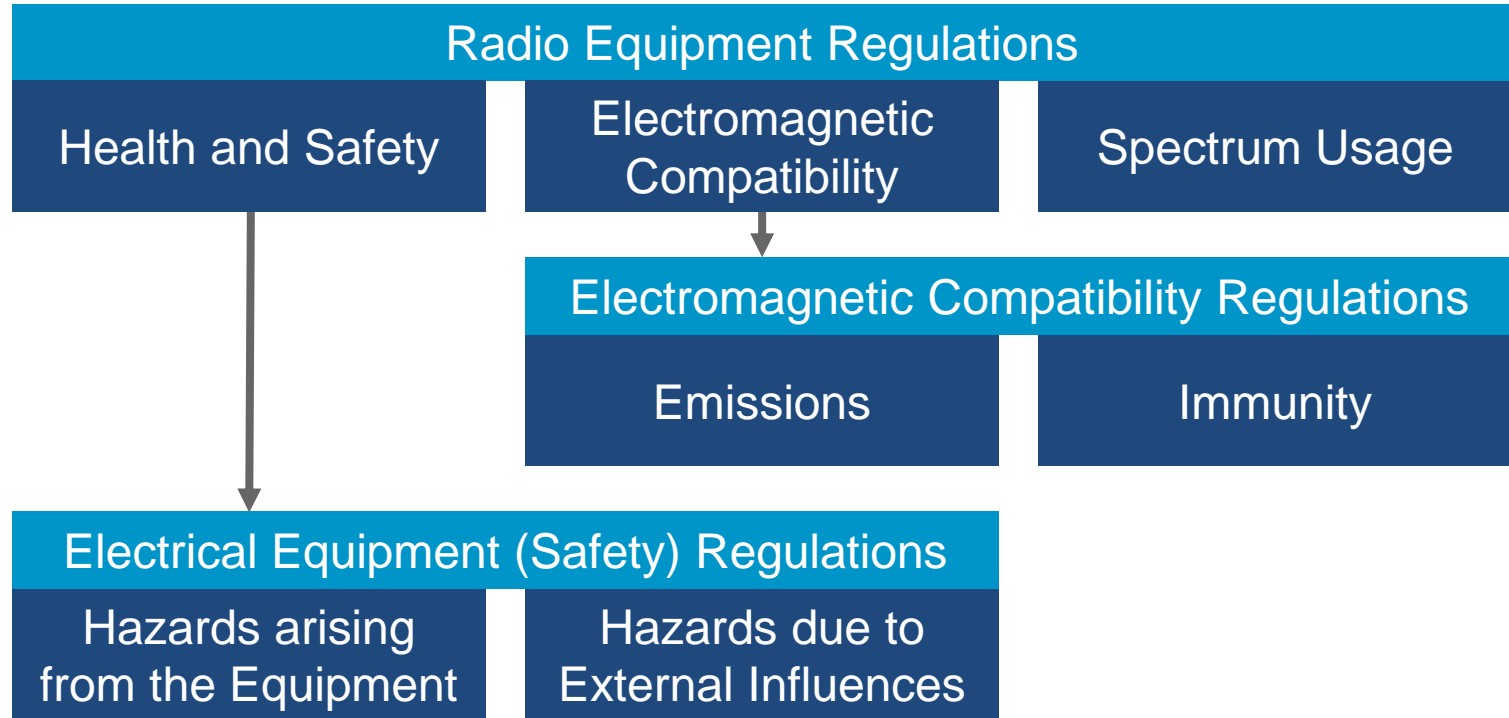 Radio Equipment Regulations
Health and Safety
Electromagnetic
Compatibility
Spectrum Usage
Electromagnetic Compatibility Regulations
Emissions
Immunity
Electrical Equipment (Safety) Regulations
Hazards arising
from the Equipment
Hazards due to
External Influences